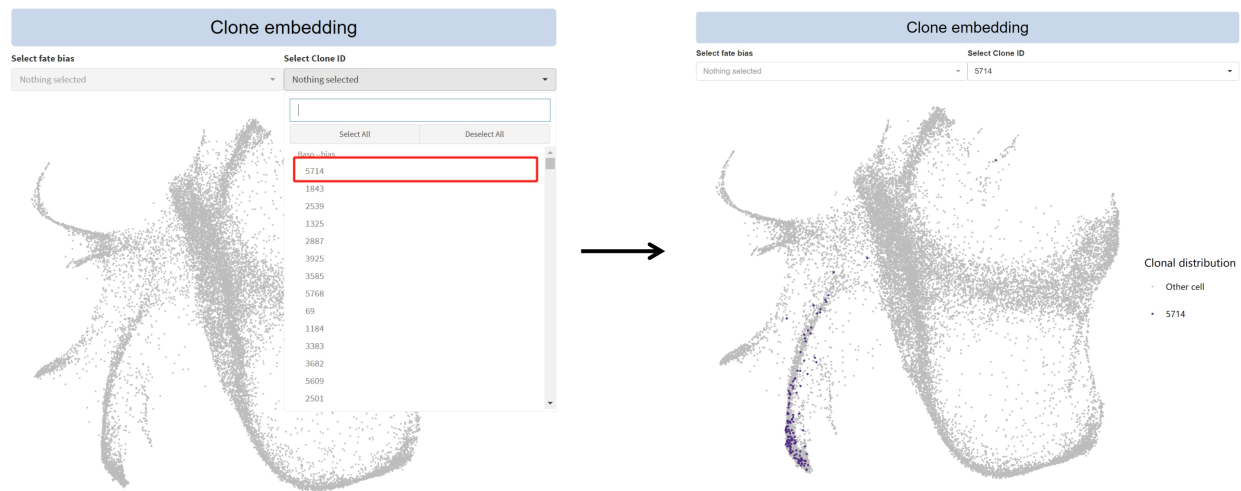 Clone embedding
Select fate bias
Select Clone ID
Nothing selected
Nothing selected
Select All
Deselect All
Baso--bias
5714
1843
2539
1325
2887
3925
3585
5768
69
1184
3383
3682
5609
2501
Clone embedding
Select fate bias
Select Clone ID
Nothing selected
5714
Clonal distribution
Other cell
5714